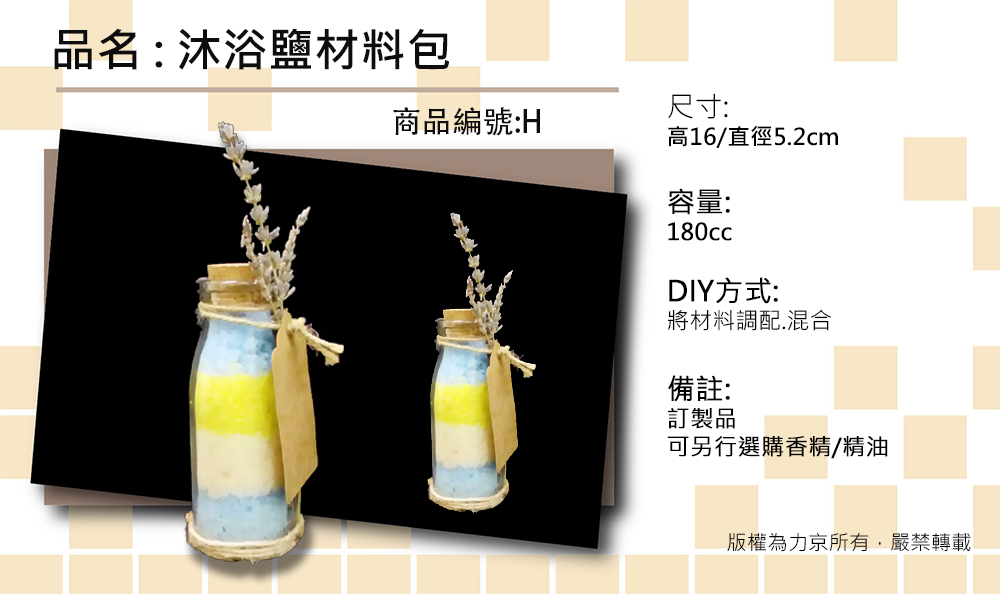 品名 : 沐浴鹽材料包
商品編號:H
尺寸:
高16/直徑5.2cm
容量:
180cc
DIY方式:
將材料調配.混合
備註:
訂製品
可另行選購香精/精油
版權為力京所有，嚴禁轉載